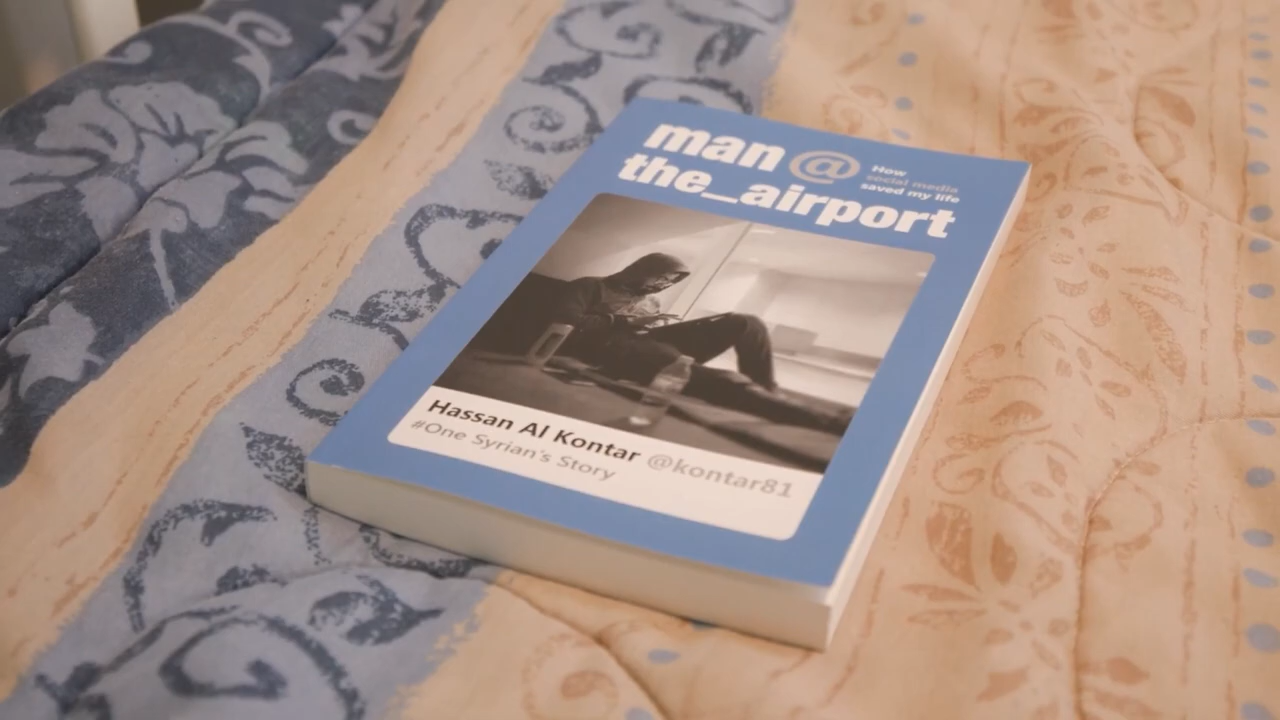 man@
the_airport
How
social media
saved my life
Hassan Al Kontar @kontar81
#One Syrian's Story